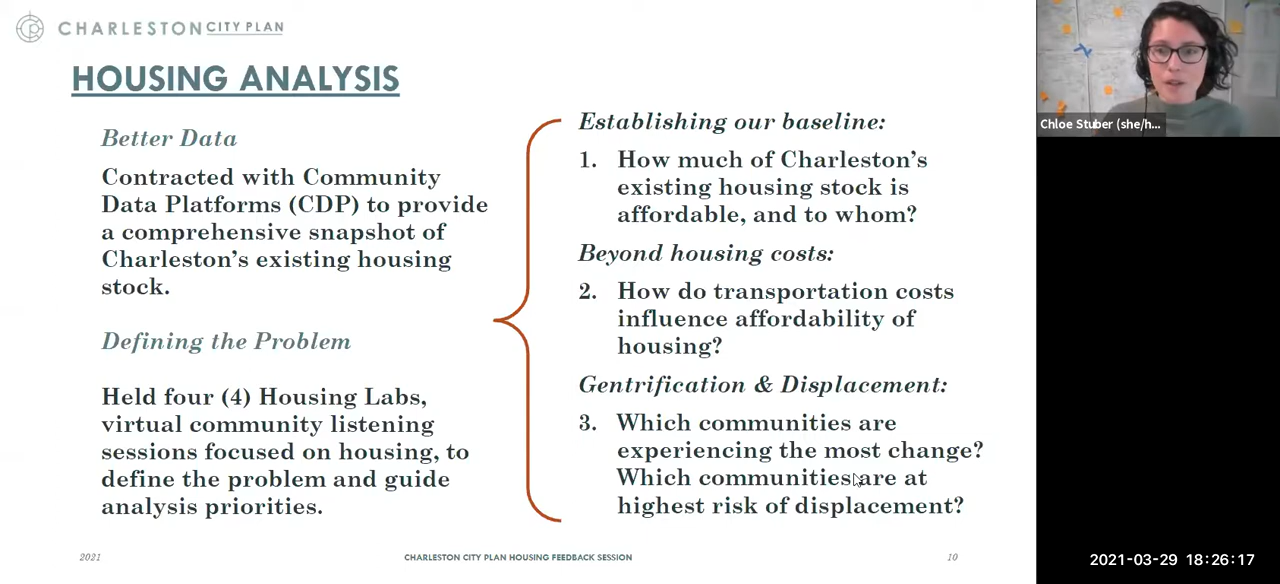 CHARLESTON CITY PLAN
HOUSING ANALYSIS
Better Data
Contracted with Community
Data Platforms (CDP) to provide
a comprehensive snapshot of
Charleston's existing housing
stock.
Defining the Problem
Held four (4) Housing Labs,
virtual community listening
sessions focused on housing, to
define the problem and guide
analysis priorities.
Establishing our baseline:
1. How much of Charleston's
existing housing stock is
affordable, and to whom?
Beyond housing costs:
2. How do transportation costs
influence affordability of
housing?
Gentrification & Displacement:
3. Which communities are
experiencing the most change?
Which communities are at
highest risk of displacement?
2021
CHARLESTON CITY PLAN HOUSING FEEDBACK SESSION
10
Chloe Stuber (she/h...
2021-03-29 18:26:17